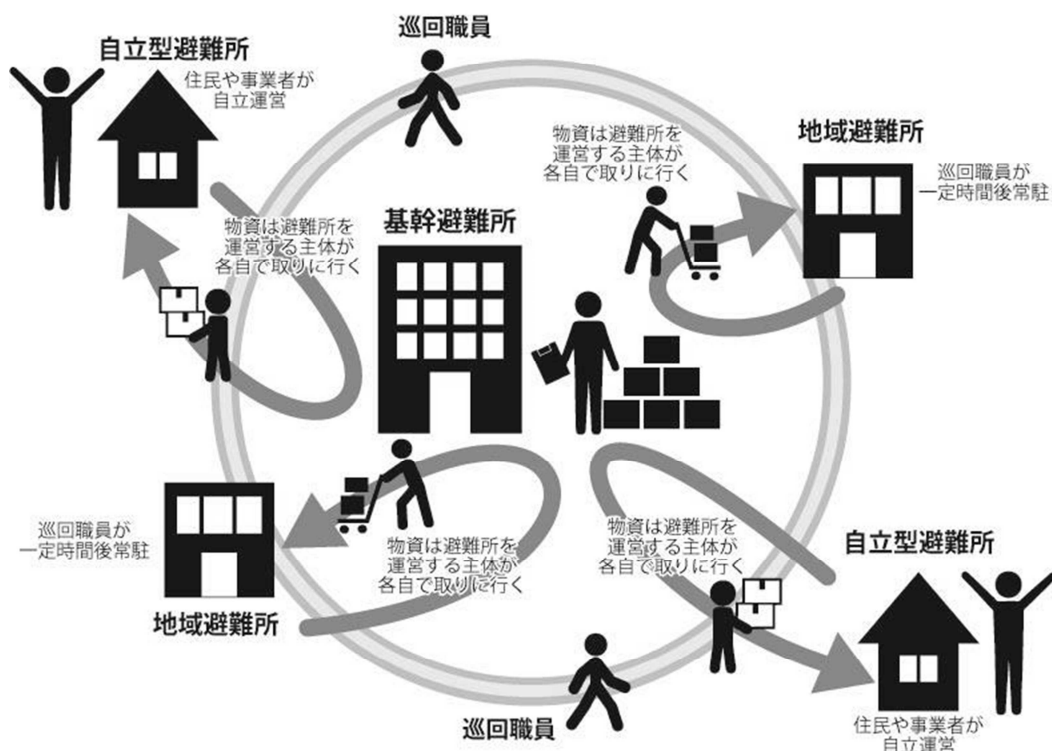 巡回職員
自立型避難所
住民や事業者が
自立運営
物資は避難所を
運営する主体が
各自で取りに行く
地域避難所
巡回職員が
一定時間後常駐
物資は避難所を
運営する主体が
各自で取りに行く
基幹避難所
巡回職員が
一定時間後常駐
地域避難所
物資は避難所を
運営する主体が
各自で取りに行く
物資は避難所を
運営する主体が
各自で取りに行く
自立型避難所
住民や事業者が
自立運営
巡回職員